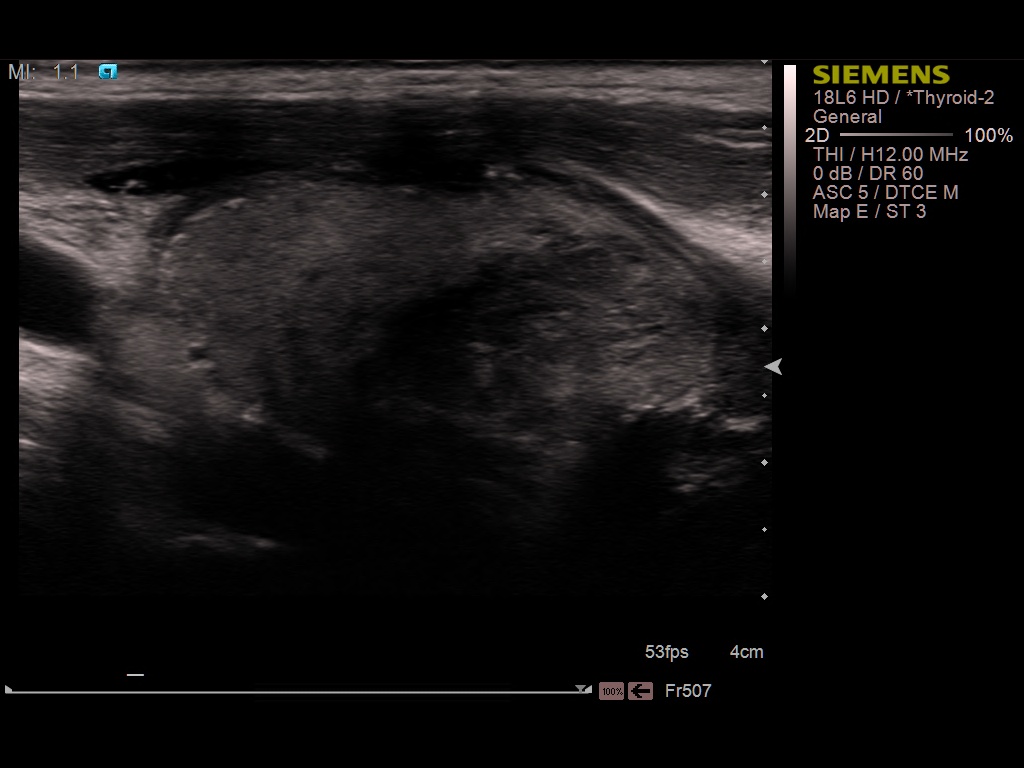 MI: 1.1
SIEMENS
18L6 HD / *Thyroid-2
General
2D 100%
THI / H12.00 MHz
0 dB / DR 60
ASC 5 / DTCE M
Map E / ST 3
53fps 4cm
100% Fr507